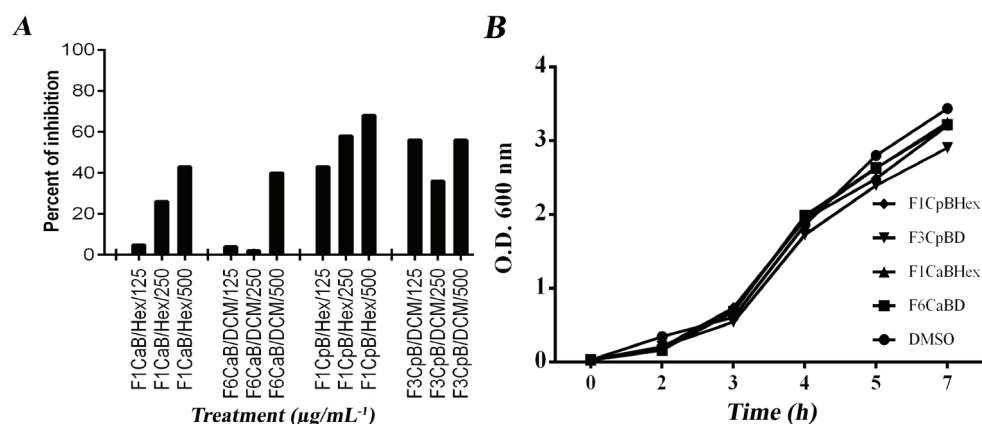 A
Percent of inhibition
100
80
60
40
20
0
F1CaB/Hex/125
F1CaB/Hex/250
F1CaB/Hex/500
F6CaB/DCM/125
F6CaB/DCM/250
F6CaB/DCM/500
F1CpB/Hex/125
F1CpB/Hex/250
F1CpB/Hex/500
F3CpB/DCM/125
F3CpB/DCM/250
F3CpB/DCM/500
Treatment (µg/mL⁻¹)
B
O.D. 600 nm
4
3
2
1
0
0 2 3 4 5 7
Time (h)
F1CpBHex
F3CpBD
F1CaBHex
F6CaBD
DMSO